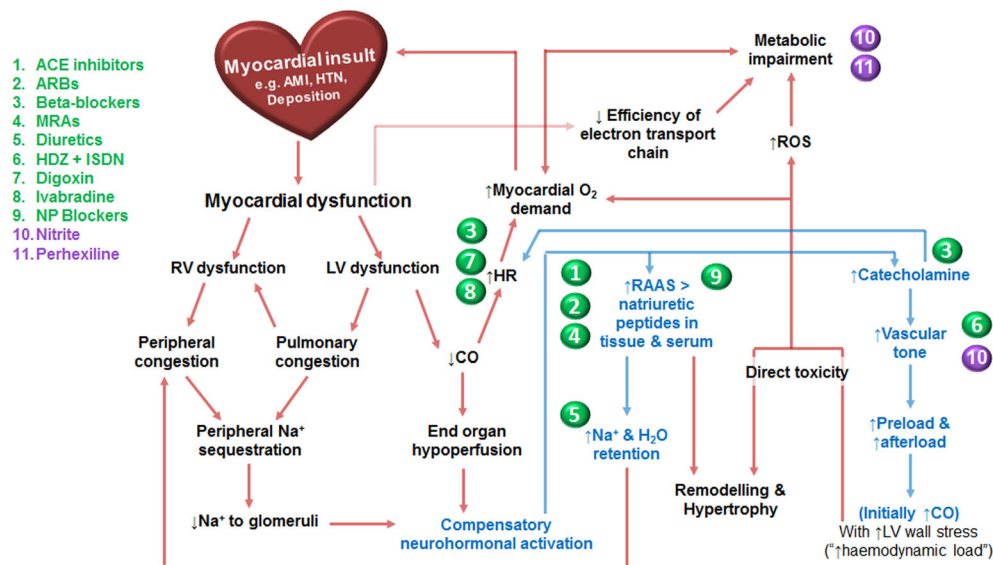 Myocardial insult
e.g. AMI, HTN,
Deposition
1. ACE inhibitors
2. ARBs
3. Beta-blockers
4. MRAs
5. Diuretics
6. HDZ + ISDN
7. Digoxin
8. Ivabradine
9. NP Blockers
10. Nitrite
11. Perhexiline
Metabolic
impairment
10
11
↓ Efficiency of
electron transport
chain
↑ROS
Myocardial dysfunction
↑Myocardial O₂
demand
RV dysfunction
LV dysfunction
3
7
8
↑HR
1
2
4
↑RAAS >
natriuretic
peptides in
tissue & serum
9
3
↑Catecholamine
↑Vascular
tone
6
10
Peripheral
congestion
Pulmonary
congestion
↓CO
Direct toxicity
Peripheral Na⁺
sequestration
End organ
hypoperfusion
5
↑Na⁺ & H₂O
retention
↑Preload &
↑afterload
Remodelling &
Hypertrophy
↓Na⁺ to glomeruli
Compensatory
neurohormonal activation
(Initially ↑CO)
With ↑LV wall stress
("↑haemodynamic load")